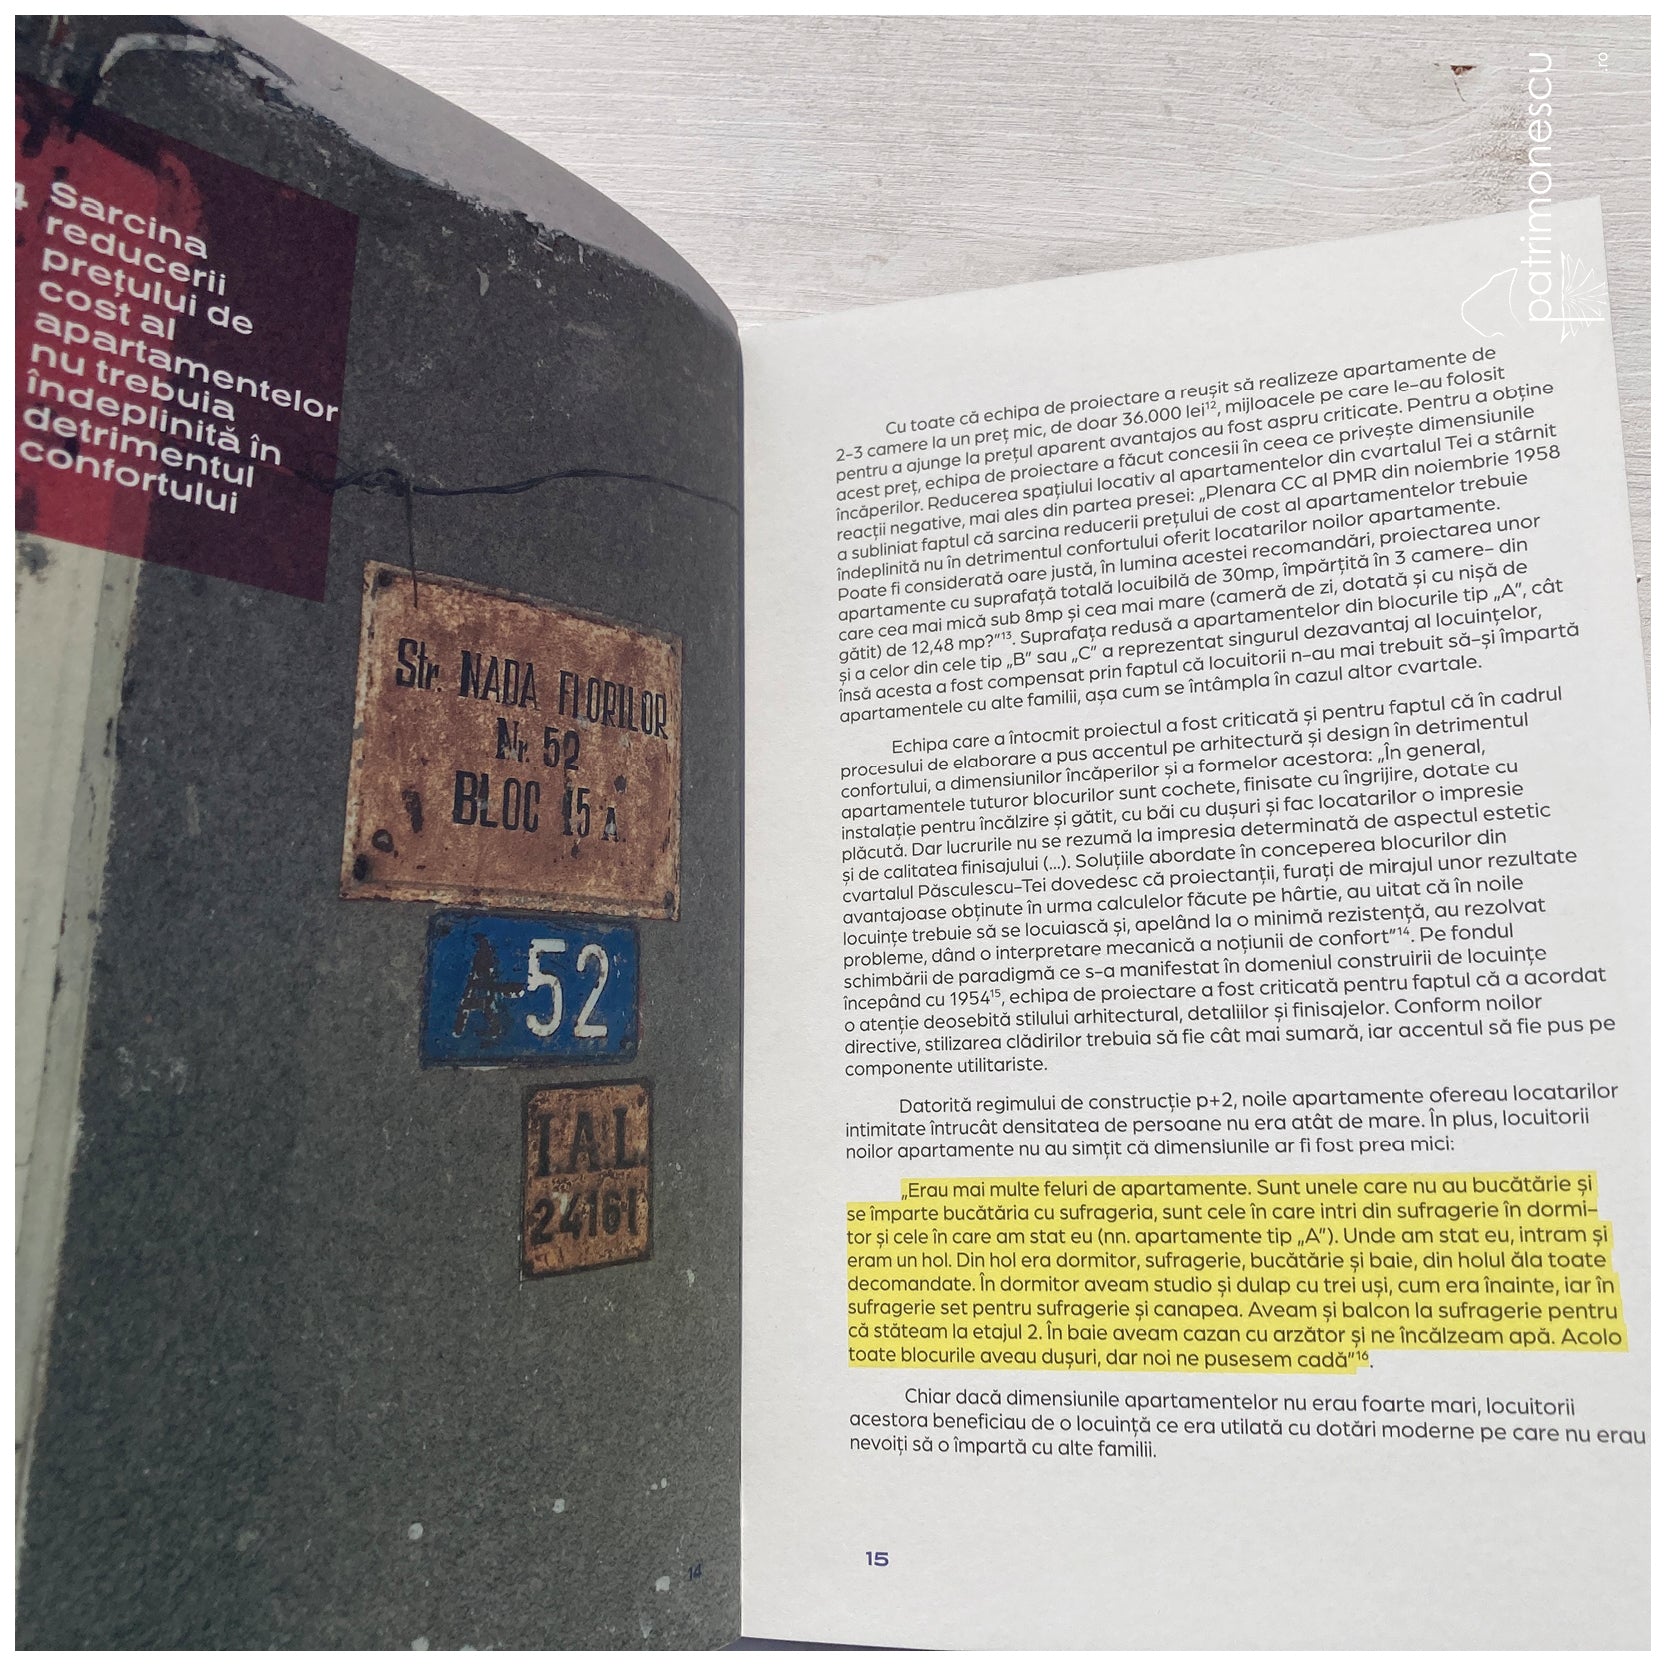 4 Sarcina
reducerii
prețului de
cost al
apartamentelor
nu trebuia
îndeplinită în
detrimentul
confortului
Str. NADA FLORILOR
Nr. 52
BLOC 15 A.
A-52
I.A.L.
24161
14
patrimonescu
.ro
Cu toate că echipa de proiectare a reușit să realizeze apartamente de
2-3 camere la un preț mic, de doar 36.000 lei¹², mijloacele pe care le-au folosit
pentru a ajunge la prețul aparent avantajos au fost aspru criticate. Pentru a obține
acest preț, echipa de proiectare a făcut concesii în ceea ce privește dimensiunile
încăperilor. Reducerea spațiului locativ al apartamentelor din cvartalul Tei a stârnit
reacții negative, mai ales din partea presei: „Plenara CC al PMR din noiembrie 1958
a subliniat faptul că sarcina reducerii prețului de cost al apartamentelor trebuie
îndeplinită nu în detrimentul confortului oferit locatarilor noilor apartamente.
Poate fi considerată oare justă, în lumina acestei recomandări, proiectarea unor
apartamente cu suprafață totală locuibilă de 30mp, împărțită în 3 camere- din
care cea mai mică sub 8mp și cea mai mare (cameră de zi, dotată și cu nișă de
gătit) de 12,48 mp?”¹³. Suprafața redusă a apartamentelor din blocurile tip „A”, cât
și a celor din cele tip „B” sau „C” a reprezentat singurul dezavantaj al locuințelor,
însă acesta a fost compensat prin faptul că locuitorii n-au mai trebuit să-și împartă
apartamentele cu alte familii, așa cum se întâmpla în cazul altor cvartale.
Echipa care a întocmit proiectul a fost criticată și pentru faptul că în cadrul
procesului de elaborare a pus accentul pe arhitectură și design în detrimentul
confortului, a dimensiunilor încăperilor și a formelor acestora: „În general,
apartamentele tuturor blocurilor sunt cochete, finisate cu îngrijire, dotate cu
instalație pentru încălzire și gătit, cu băi cu dușuri și fac locatarilor o impresie
plăcută. Dar lucrurile nu se rezumă la impresia determinată de aspectul estetic
și de calitatea finisajului (...). Soluțiile abordate în conceperea blocurilor din
cvartalul Păsculescu-Tei dovedesc că proiectanții, furați de mirajul unor rezultate
avantajoase obținute în urma calculelor făcute pe hârtie, au uitat că în noile
locuințe trebuie să se locuiască și, apelând la o minimă rezistență, au rezolvat
probleme, dând o interpretare mecanică a noțiunii de confort”¹⁴. Pe fondul
schimbării de paradigmă ce s-a manifestat în domeniul construirii de locuințe
începând cu 1954¹⁵, echipa de proiectare a fost criticată pentru faptul că a acordat
o atenție deosebită stilului arhitectural, detaliilor și finisajelor. Conform noilor
directive, stilizarea clădirilor trebuia să fie cât mai sumară, iar accentul să fie pus pe
componente utilitariste.
Datorită regimului de construcție p+2, noile apartamente ofereau locatarilor
intimitate întrucât densitatea de persoane nu era atât de mare. În plus, locuitorii
noilor apartamente nu au simțit că dimensiunile ar fi fost prea mici:
„Erau mai multe feluri de apartamente. Sunt unele care nu au bucătărie și
se împarte bucătăria cu sufrageria, sunt cele în care intri din sufragerie în dormi-
tor și cele în care am stat eu (nn. apartamente tip „A”). Unde am stat eu, intram și
eram un hol. Din hol era dormitor, sufragerie, bucătărie și baie, din holul ăla toate
decomandate. În dormitor aveam studio și dulap cu trei uși, cum era înainte, iar în
sufragerie set pentru sufragerie și canapea. Aveam și balcon la sufragerie pentru
că stăteam la etajul 2. În baie aveam cazan cu arzător și ne încălzeam apă. Acolo
toate blocurile aveau dușuri, dar noi ne pusesem cadă”¹⁶.
Chiar dacă dimensiunile apartamentelor nu erau foarte mari, locuitorii
acestora beneficiau de o locuință ce era utilată cu dotări moderne pe care nu erau
nevoiți să o împartă cu alte familii.
15